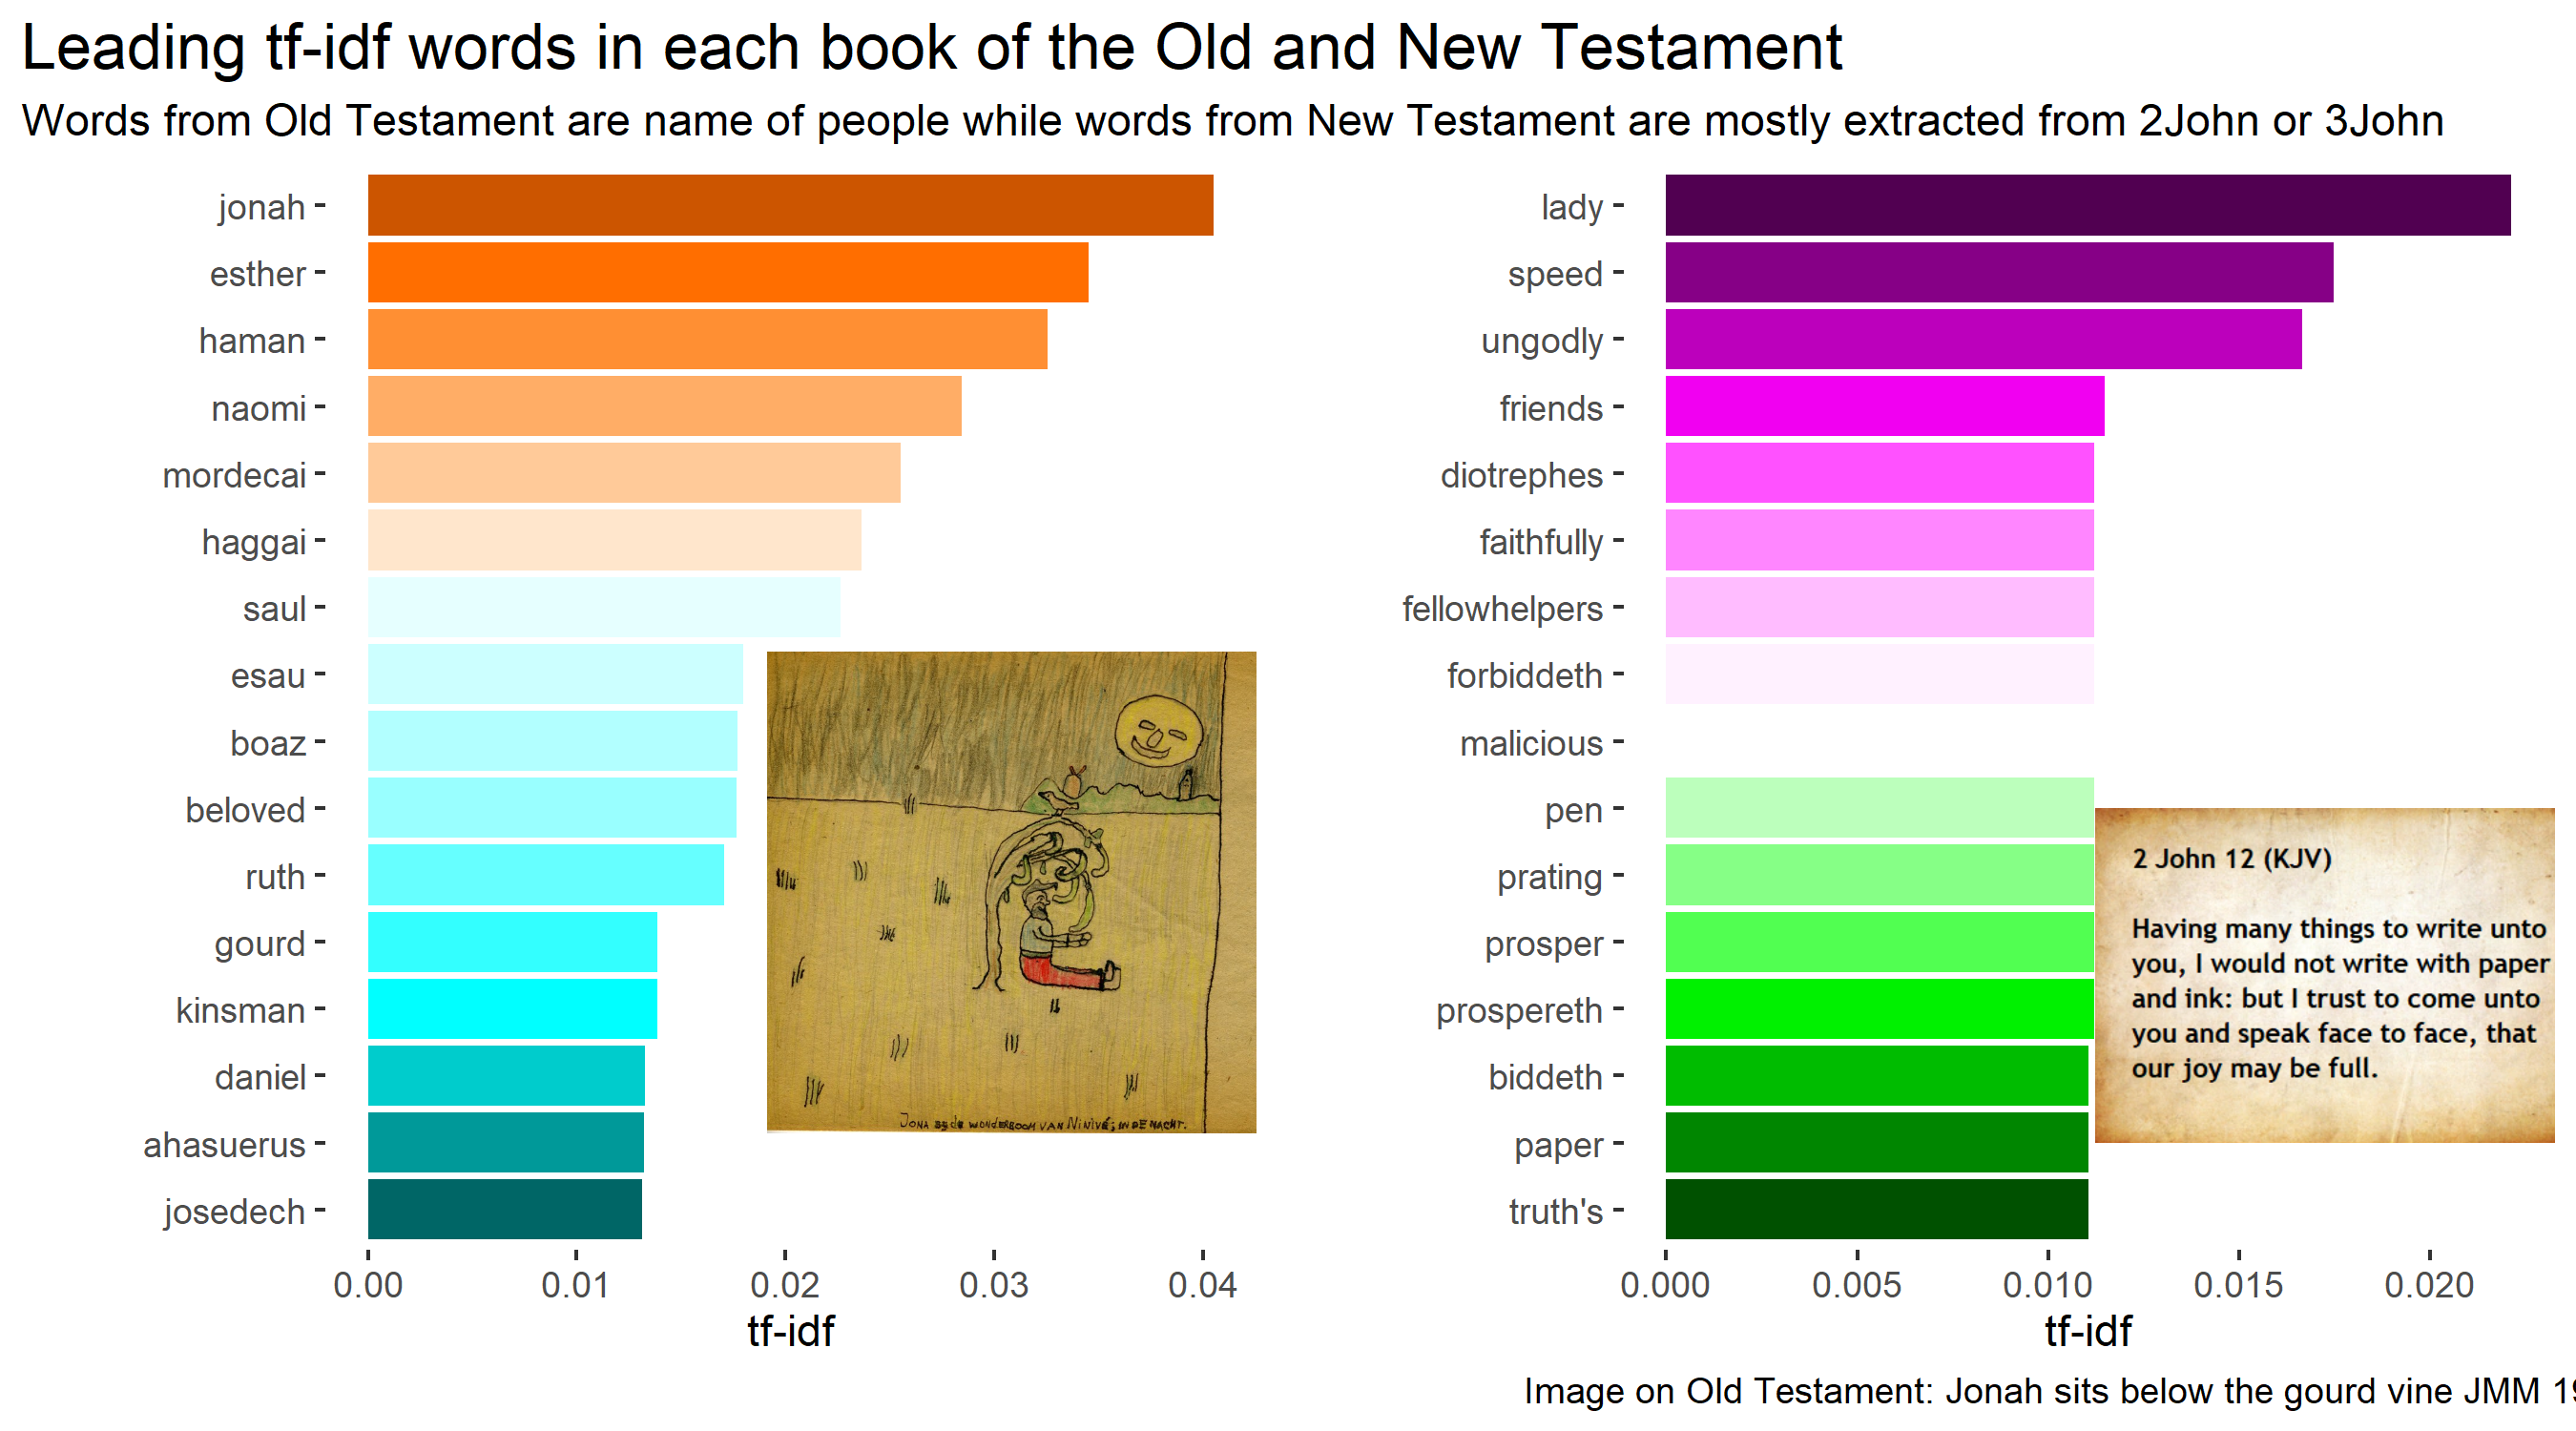 Leading tf-idf words in each book of the Old and New Testament
Words from Old Testament are name of people while words from New Testament are mostly extracted from 2John or 3John
jonah
esther
haman
naomi
mordecai
haggai
saul
esau
boaz
beloved
ruth
gourd
kinsman
daniel
ahasuerus
josedech
0.00 0.01 0.02 0.03 0.04
tf-idf
JONA bij de WONDERBOOM VAN NINIVÉ; IN DE NACHT.
lady
speed
ungodly
friends
diotrephes
faithfully
fellowhelpers
forbiddeth
malicious
pen
prating
prosper
prospereth
biddeth
paper
truth's
0.000 0.005 0.010 0.015 0.020
tf-idf
2 John 12 (KJV)
Having many things to write unto
you, I would not write with paper
and ink: but I trust to come unto
you and speak face to face, that
our joy may be full.
Image on Old Testament: Jonah sits below the gourd vine JMM 19